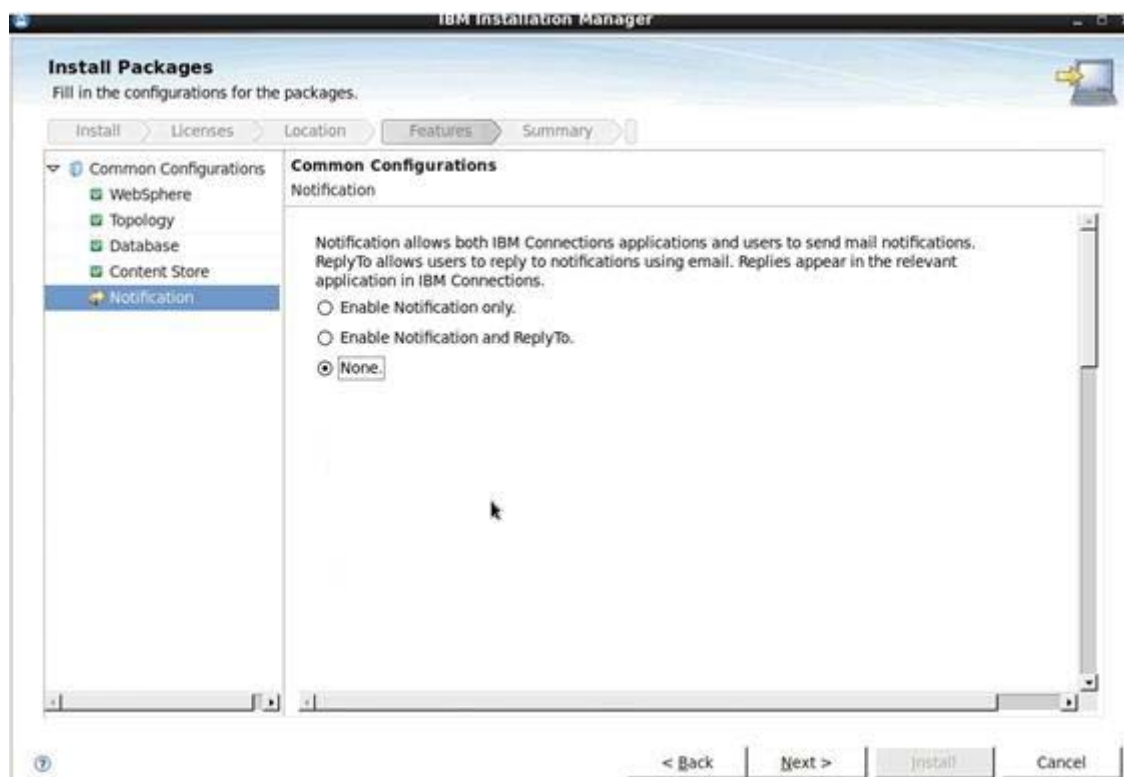 IBM Installation Manager
Install Packages
Fill in the configurations for the packages.
Install
Licenses
Location
Features
Summary
Common Configurations
WebSphere
Topology
Database
Content Store
Notification
Common Configurations
Notification
Notification allows both IBM Connections applications and users to send mail notifications.
ReplyTo allows users to reply to notifications using email. Replies appear in the relevant
application in IBM Connections.
Enable Notification only.
Enable Notification and ReplyTo.
None.
?
< Back
Next >
Install
Cancel